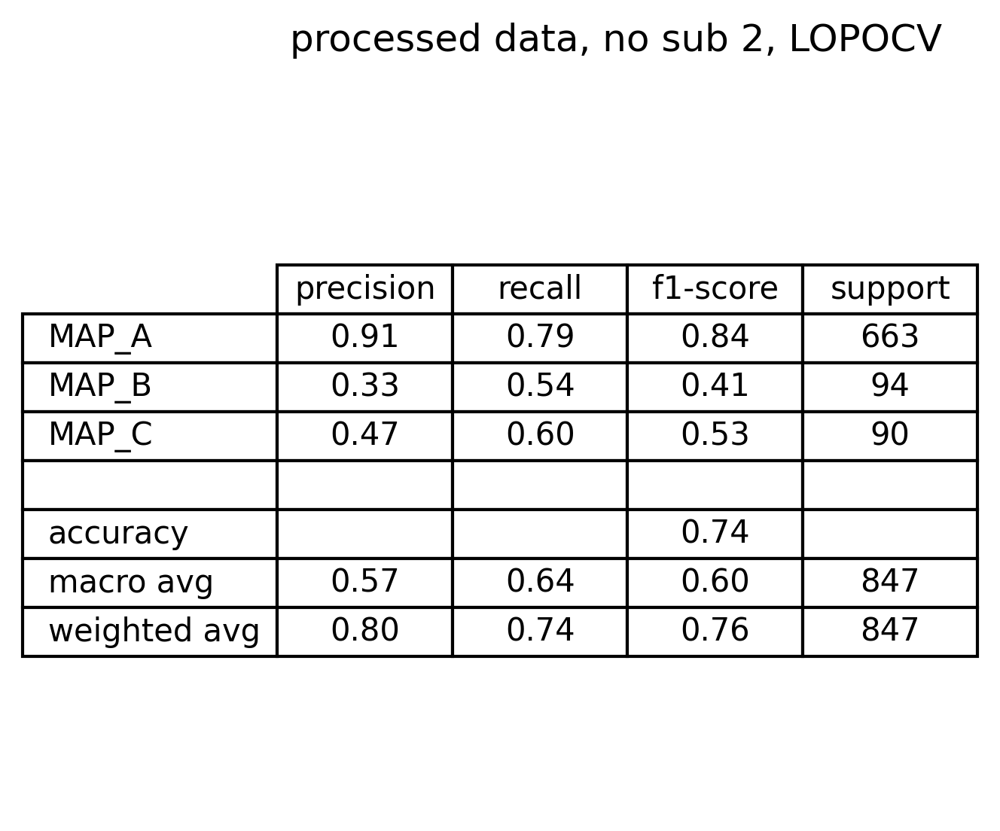 processed data, no sub 2, LOPOCV
precision recall f1-score support
MAP_A 0.91 0.79 0.84 663
MAP_B 0.33 0.54 0.41 94
MAP_C 0.47 0.60 0.53 90
accuracy 0.74
macro avg 0.57 0.64 0.60 847
weighted avg 0.80 0.74 0.76 847